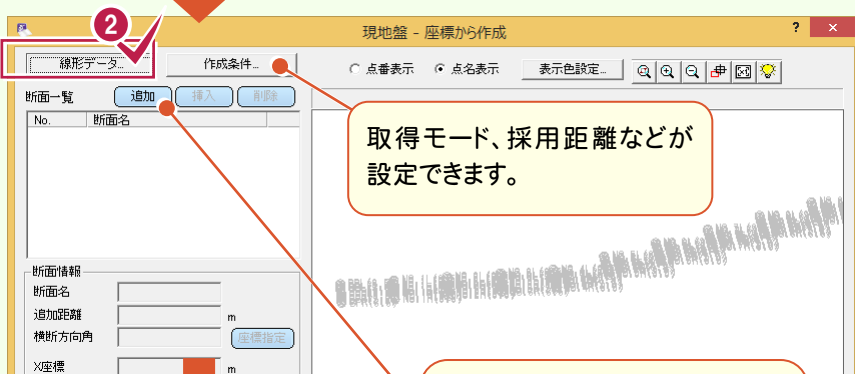 2
現地盤 - 座標から作成
? ×
線形データ...
作成条件...
点番表示
点名表示
表示色設定...
断面一覧
追加
挿入
削除
No. 断面名
取得モード、採用距離などが
設定できます。
断面情報
断面名
追加距離 m
横断方向角
座標指定
X座標 m